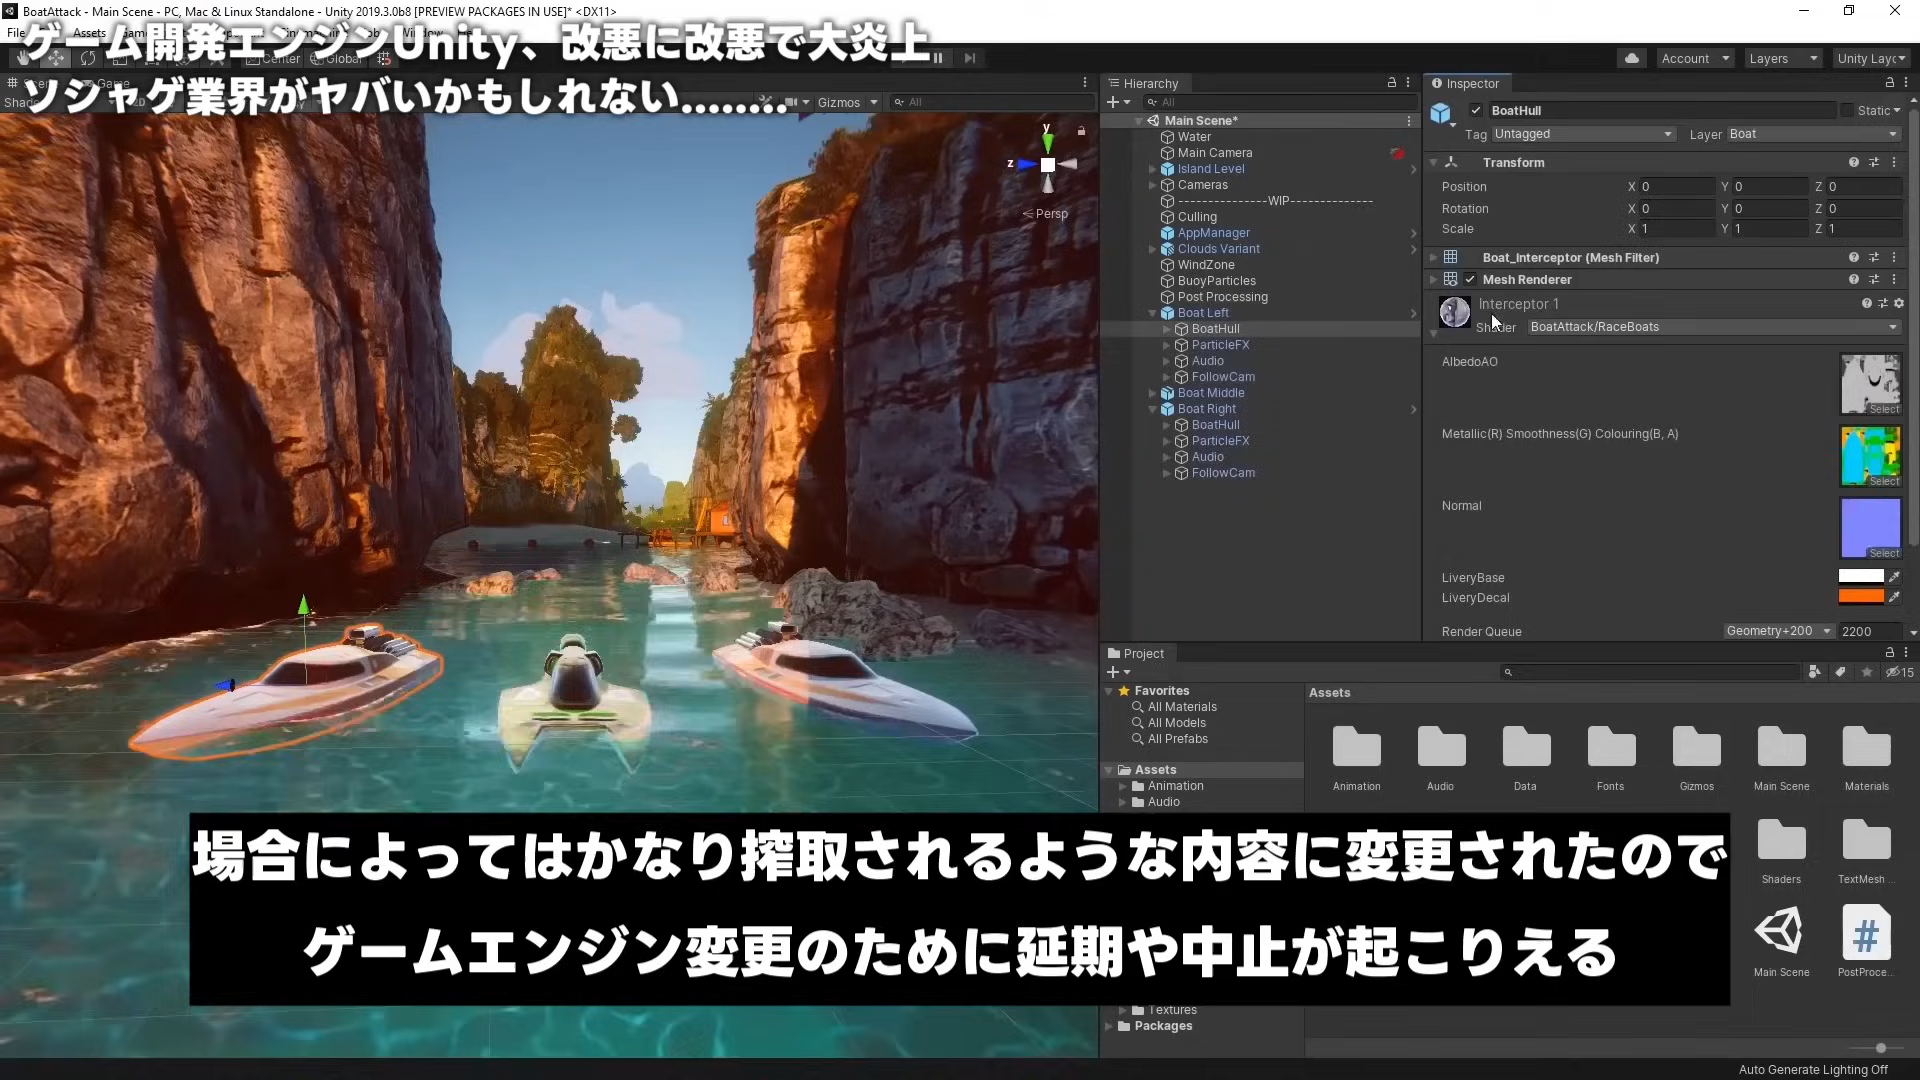 BoatAttack - Main Scene - PC, Mac & Linux Standalone - Unity 2019.3.0b8 [PREVIEW PACKAGES IN USE]* <DX11>
ゲーム開発エンジンUnity、改悪に改悪で大炎上
ソシャゲ業界がヤバいかもしれない........
File
Assets
Center
Global
Account
Layers
Game
Gizmos
All
y
z
Persp
Hierarchy
All
Main Scene*
Water
Main Camera
Island Level
Cameras
---------------WIP--------------
Culling
AppManager
Clouds Variant
WindZone
BuoyParticles
Post Processing
Boat Left
BoatHull
ParticleFX
Audio
FollowCam
Boat Middle
Boat Right
BoatHull
ParticleFX
Audio
FollowCam
Inspector
BoatHull
Static
Tag Untagged
Layer Boat
Transform
Position X 0 Y 0 Z 0
Rotation X 0 Y 0 Z 0
Scale X 1 Y 1 Z 1
Boat_Interceptor (Mesh Filter)
Mesh Renderer
Interceptor 1
Shader BoatAttack/RaceBoats
AlbedoAO
Select
Metallic(R) Smoothness(G) Colouring(B, A)
Select
Normal
Select
LiveryBase
LiveryDecal
Render Queue Geometry+200 2200
Project
15
Favorites
All Materials
All Models
All Prefabs
Assets
Animation
Audio
Assets
Animation Audio Data Fonts Gizmos Main Scene Materials
Shaders TextMesh ...
Main Scene PostProce...
場合によってはかなり搾取されるような内容に変更されたので
ゲームエンジン変更のために延期や中止が起こりえる
Textures
Packages
Auto Generate Lighting Off